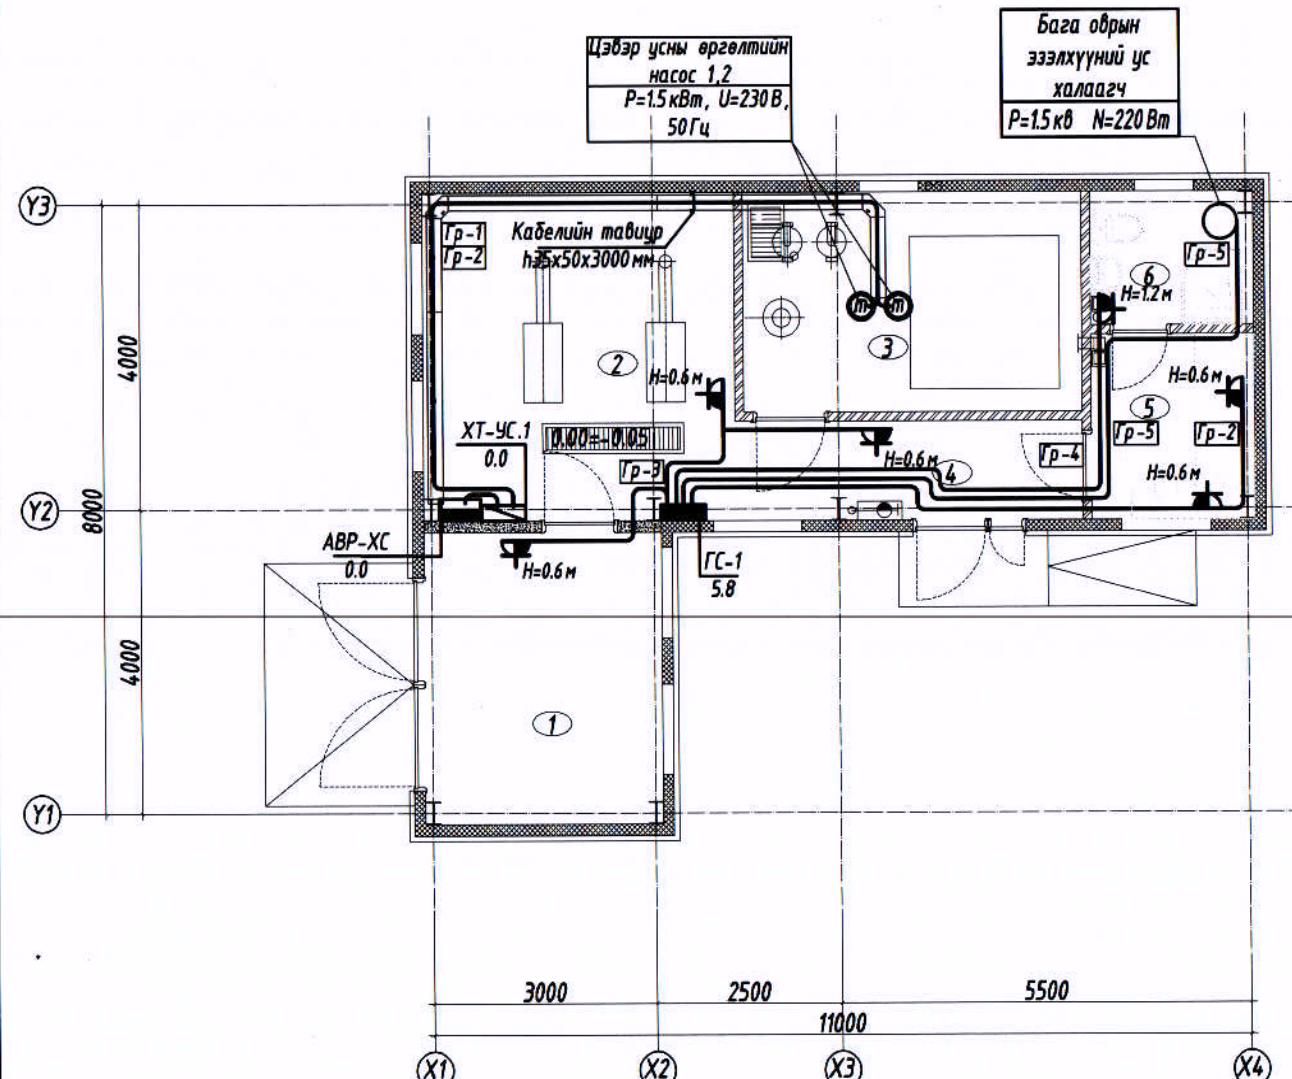 Цэвэр усны өргөлтийн
насос 1,2
P=1.5 кВт, U=230 В,
50 Гц
Бага оврын
эзэлхүүний ус
халаагч
P=1.5 кв N=220 Вт
Y3
Гр-1
Гр-2
Кабелийн тавиур
h35x50x3000 мм
Гр-5
6
H=1.2 м
m
m
3
2
4000
H=0.6 м
H=0.6 м
5
Гр-5
Гр-2
ХТ-УС.1
0.0
0.00=-0.05
Гр-3
H=0.6 м
4
Гр-4
H=0.6 м
Y2
8000
АВР-ХС
0.0
H=0.6 м
ГС-1
5.8
4000
1
Y1
3000
2500
5500
11000
X1
X2
X3
X4